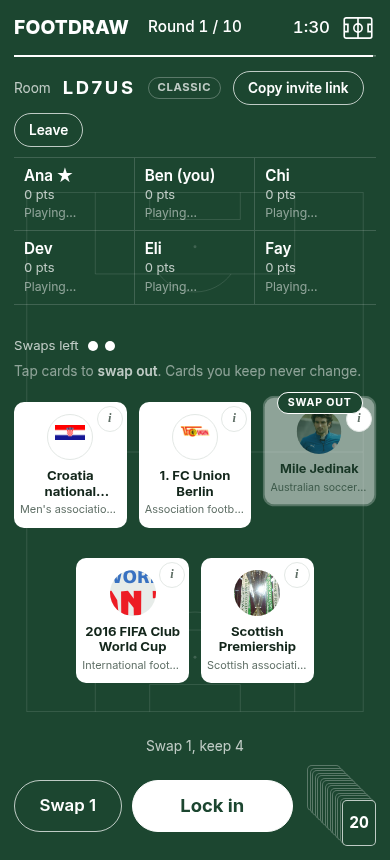 FOOTDRAW Round 1 / 10 1:30
Room LD7US CLASSIC Copy invite link
Leave
Ana ★ Ben (you) Chi
0 pts 0 pts 0 pts
Playing... Playing... Playing...
Dev Eli Fay
0 pts 0 pts 0 pts
Playing... Playing... Playing...
Swaps left
Tap cards to swap out. Cards you keep never change.
SWAP OUT
i i i
Croatia 1. FC Union Mile Jedinak
national... Berlin Australian soccer...
Men's associatio... Association footb...
i i
2016 FIFA Club Scottish
World Cup Premiership
International foot... Scottish associati...
Swap 1, keep 4
Swap 1 Lock in 20